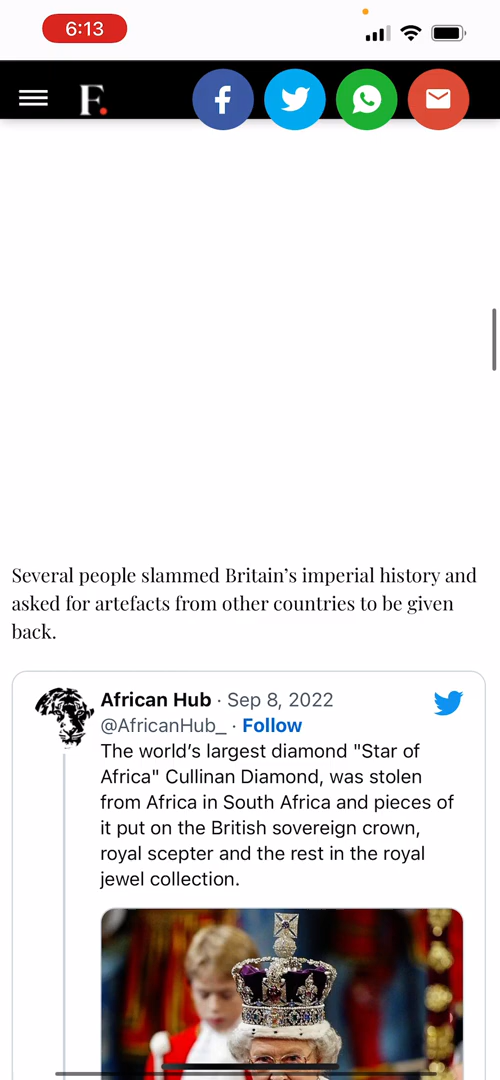 6:13
F.
Several people slammed Britain’s imperial history and
asked for artefacts from other countries to be given
back.
African Hub · Sep 8, 2022
@AfricanHub_ · Follow
The world’s largest diamond "Star of
Africa" Cullinan Diamond, was stolen
from Africa in South Africa and pieces of
it put on the British sovereign crown,
royal scepter and the rest in the royal
jewel collection.